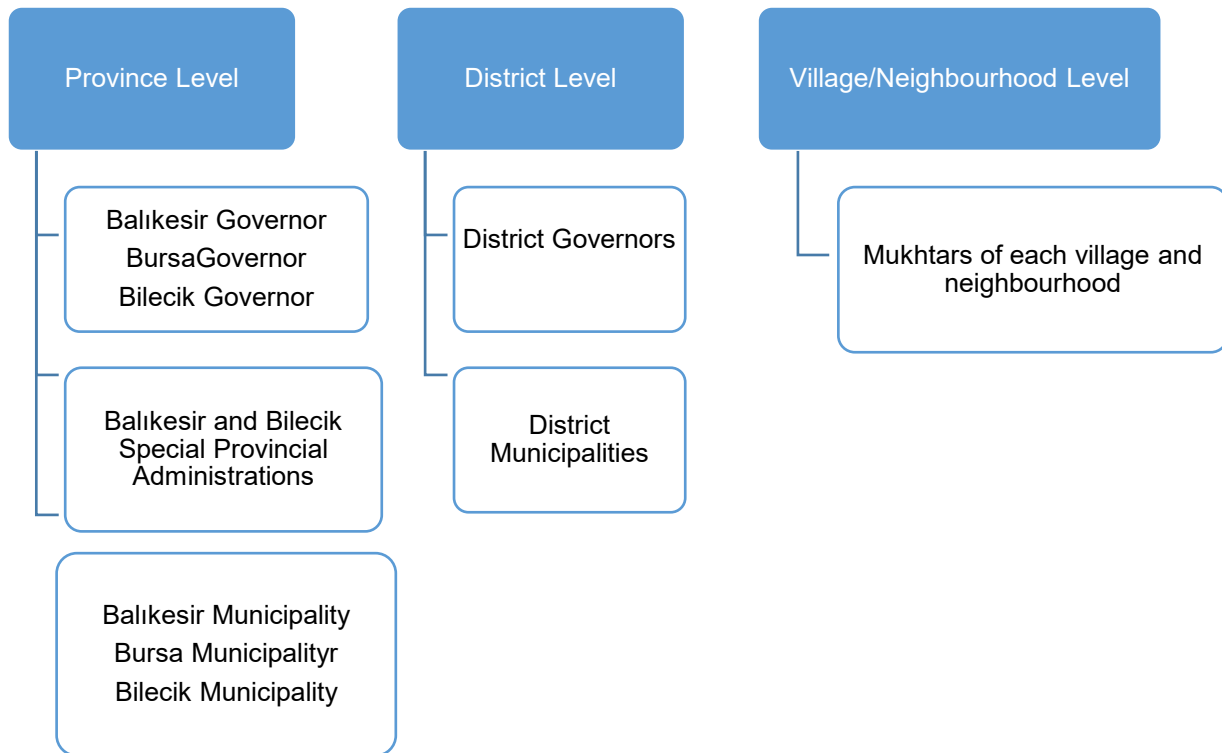 Province Level
Balıkesir Governor
BursaGovernor
Bilecik Governor
Balıkesir and Bilecik
Special Provincial
Administrations
Balıkesir Municipality
Bursa Municipalityr
Bilecik Municipality
District Level
District Governors
District
Municipalities
Village/Neighbourhood Level
Mukhtars of each village and
neighbourhood